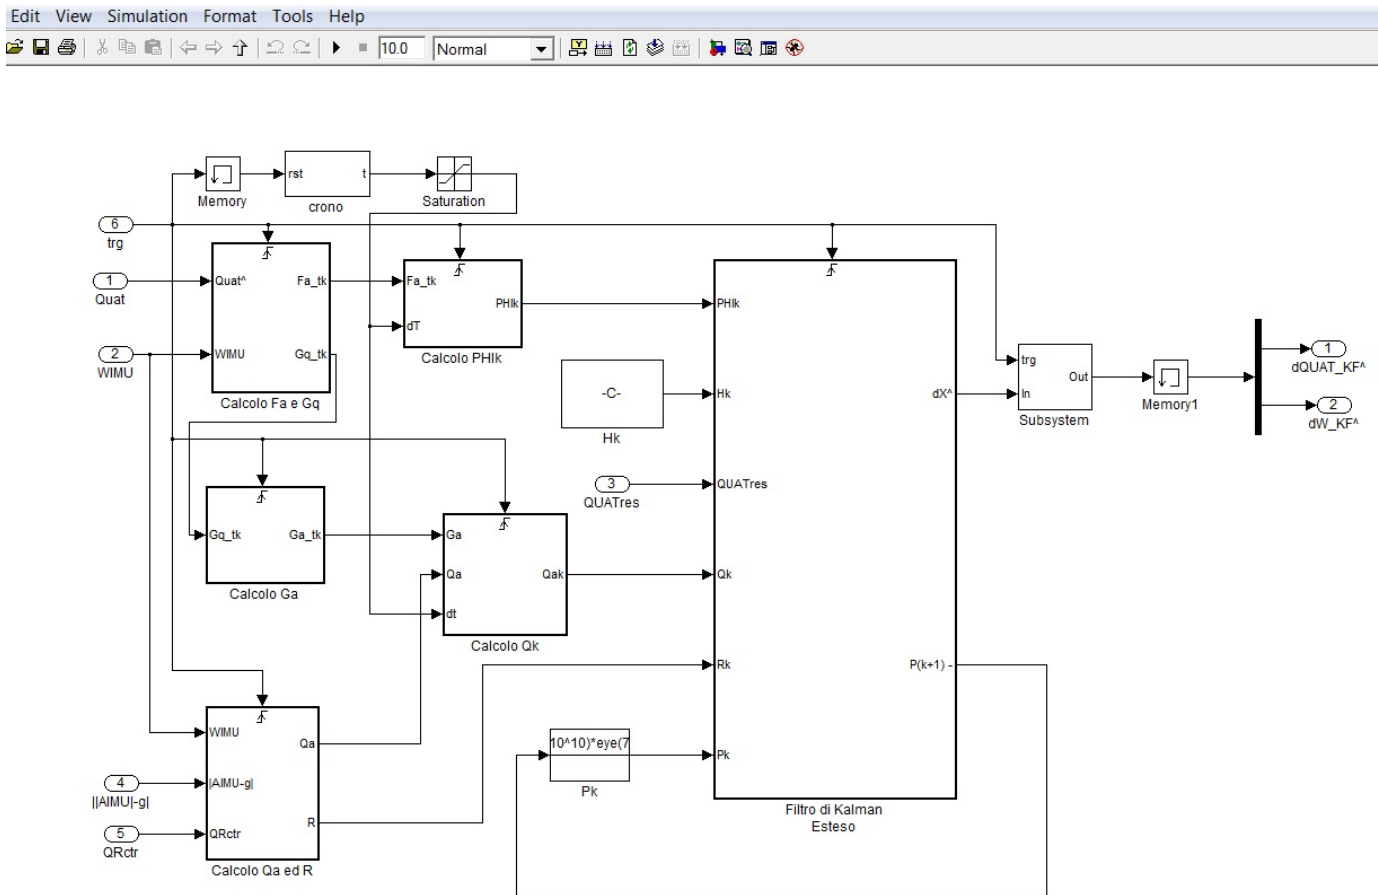 Edit View Simulation Format Tools Help
10.0 Normal
Memory
rst t
crono
Saturation
6
trg
1
Quat
2
WIMU
Quat^ Fa_tk
WIMU Gq_tk
Calcolo Fa e Gq
Fa_tk
PHIk
dT
Calcolo PHIk
-C-
Hk
3
QUATres
Gq_tk Ga_tk
Calcolo Ga
Ga
Qa Qak
dt
Calcolo Qk
WIMU
Qa
|AIMU-g|
R
QRctr
Calcolo Qa ed R
4
||AIMU|-g|
5
QRctr
10^10)*eye(7
Pk
PHIk
Hk dX^
QUATres
Qk
Rk P(k+1) -
Pk
Filtro di Kalman
Esteso
trg
Out
In
Subsystem
Memory1
1
dQUAT_KF^
2
dW_KF^